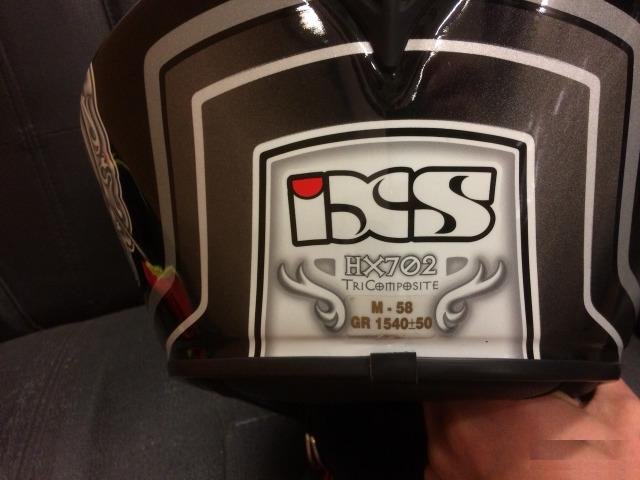 iXS
HX702
TRICOMPOSITE
M - 58
GR 1540±50